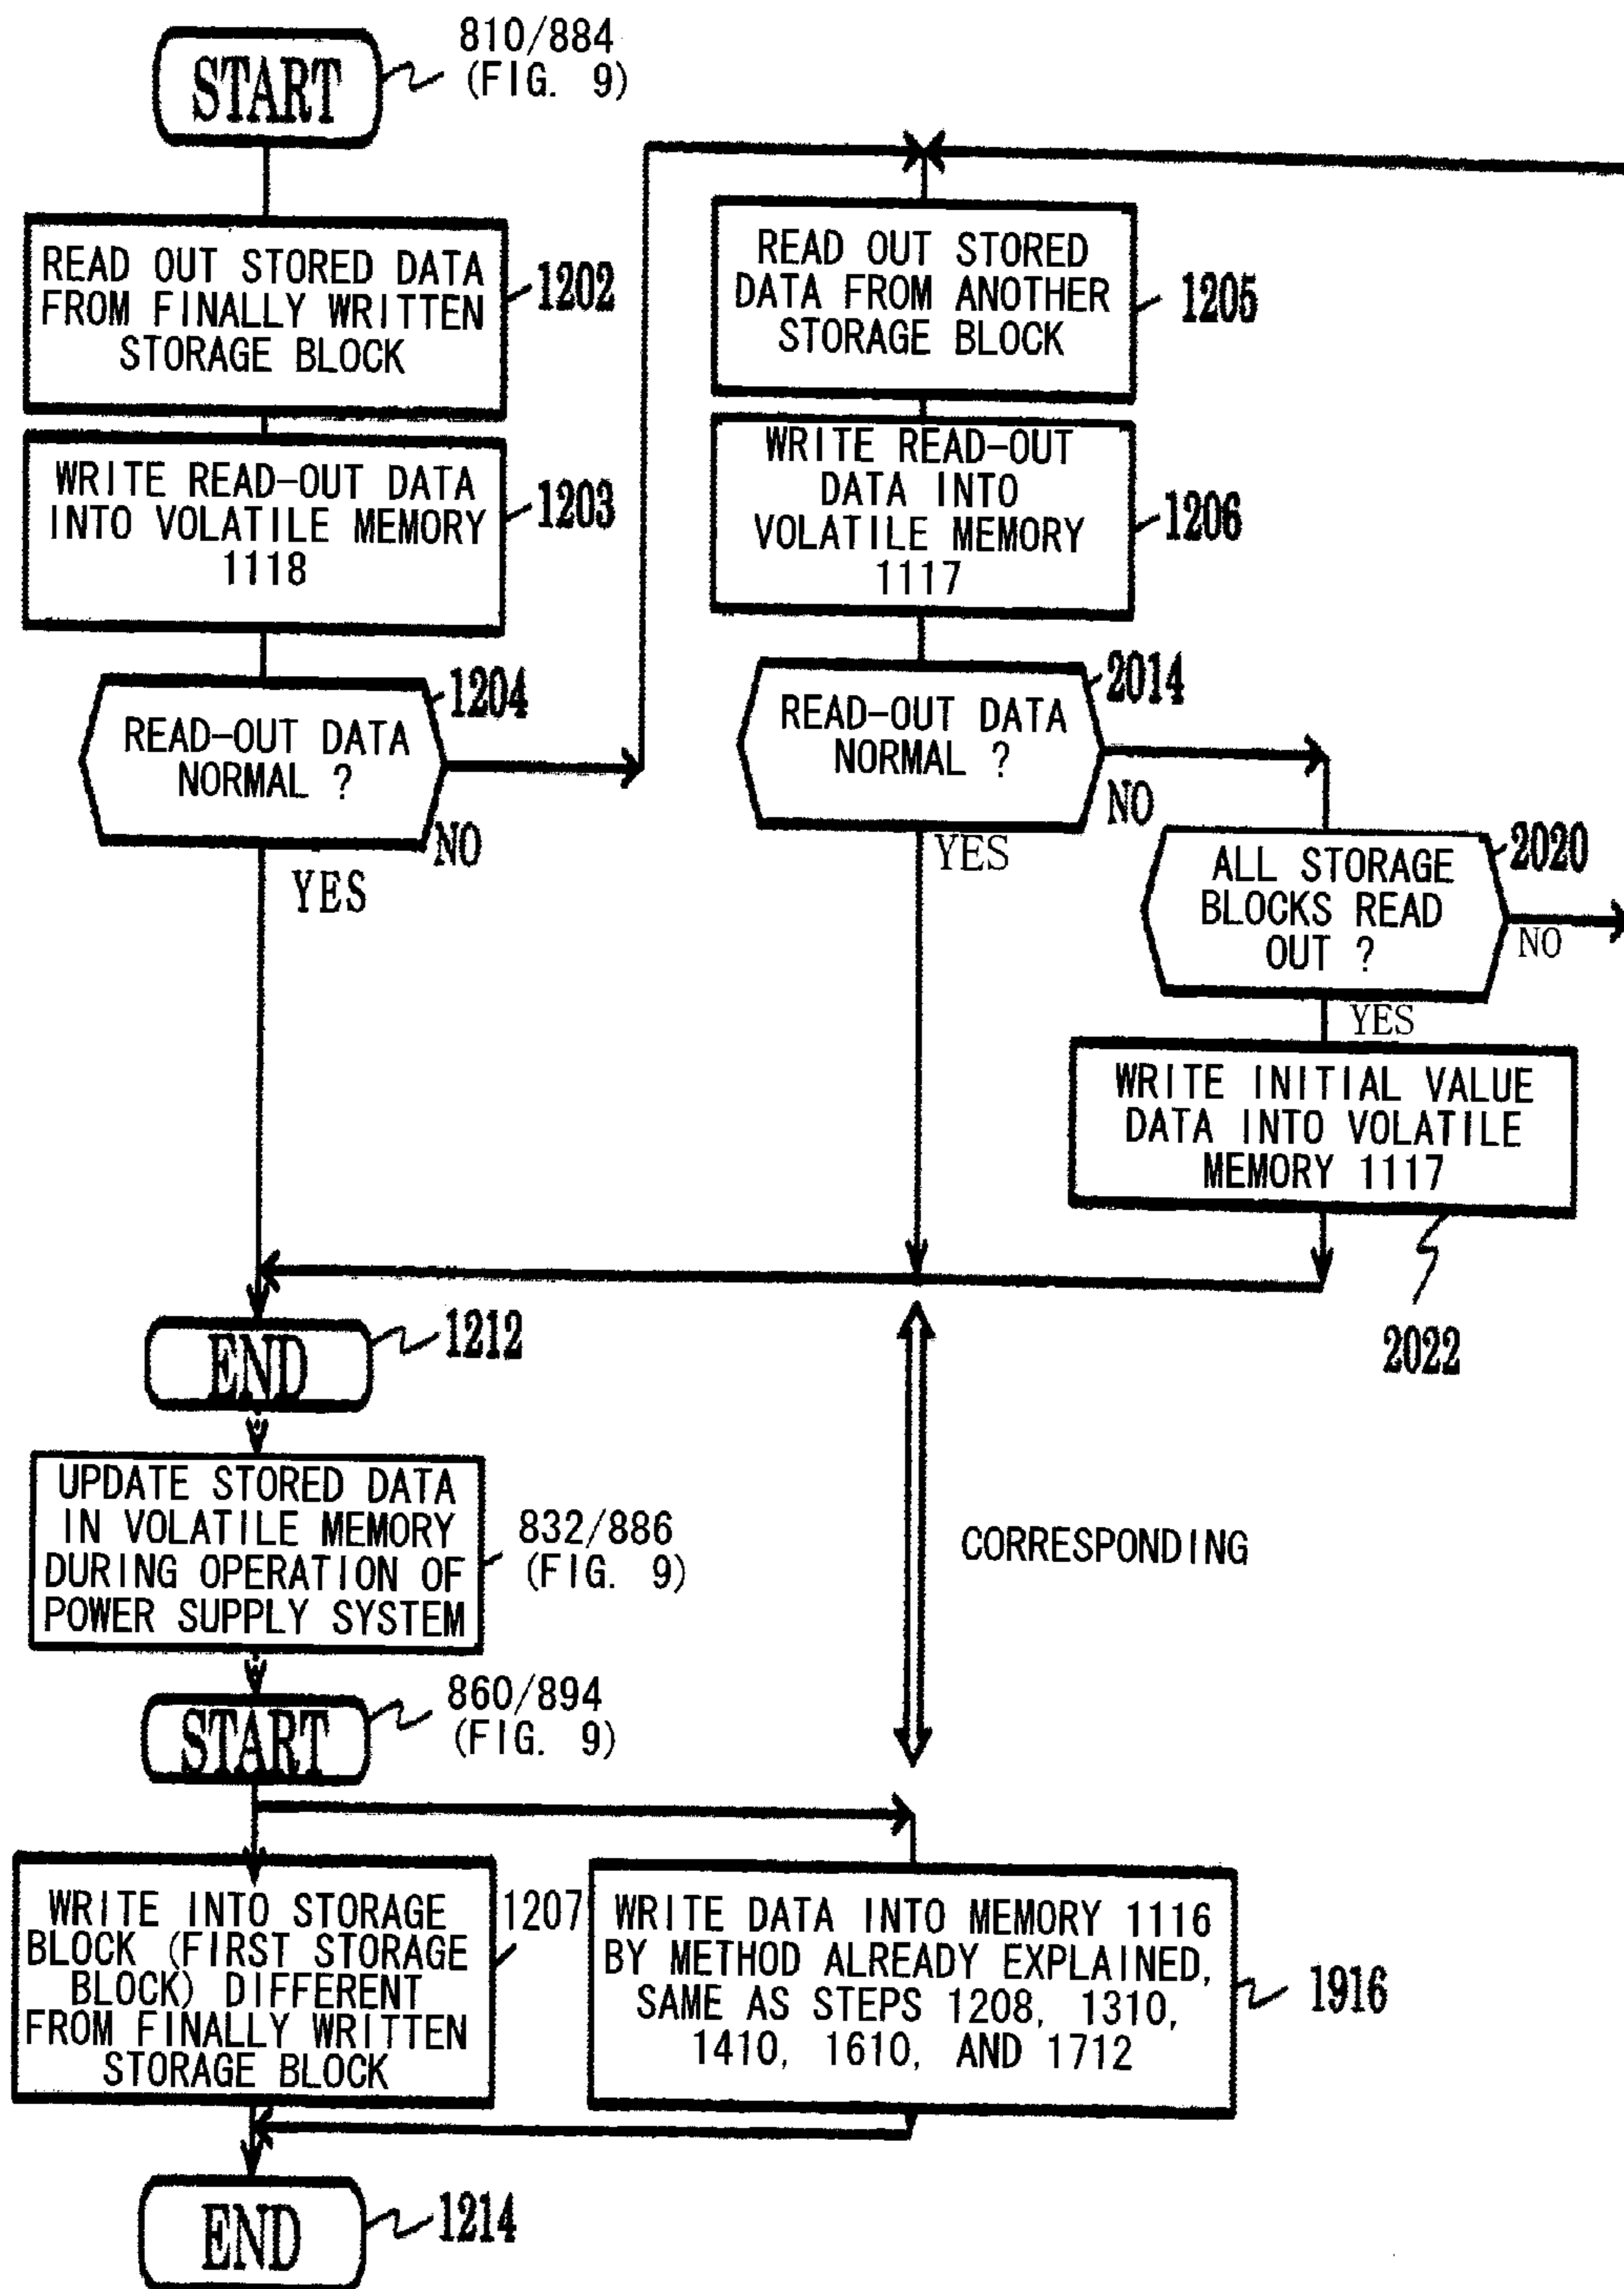 START
810/884
(FIG. 9)
READ OUT STORED DATA
FROM FINALLY WRITTEN
STORAGE BLOCK
1202
WRITE READ-OUT DATA
INTO VOLATILE MEMORY
1118
1203
READ-OUT DATA
NORMAL ?
1204
NO
YES
READ OUT STORED
DATA FROM ANOTHER
STORAGE BLOCK
1205
WRITE READ-OUT
DATA INTO
VOLATILE MEMORY
1117
1206
READ-OUT DATA
NORMAL ?
2014
NO
YES
ALL STORAGE
BLOCKS READ
OUT ?
2020
NO
YES
WRITE INITIAL VALUE
DATA INTO VOLATILE
MEMORY 1117
2022
END
1212
UPDATE STORED DATA
IN VOLATILE MEMORY
DURING OPERATION OF
POWER SUPPLY SYSTEM
832/886
(FIG. 9)
CORRESPONDING
START
860/894
(FIG. 9)
WRITE INTO STORAGE
BLOCK (FIRST STORAGE
BLOCK) DIFFERENT
FROM FINALLY WRITTEN
STORAGE BLOCK
1207
WRITE DATA INTO MEMORY 1116
BY METHOD ALREADY EXPLAINED,
SAME AS STEPS 1208, 1310,
1410, 1610, AND 1712
1916
END
1214